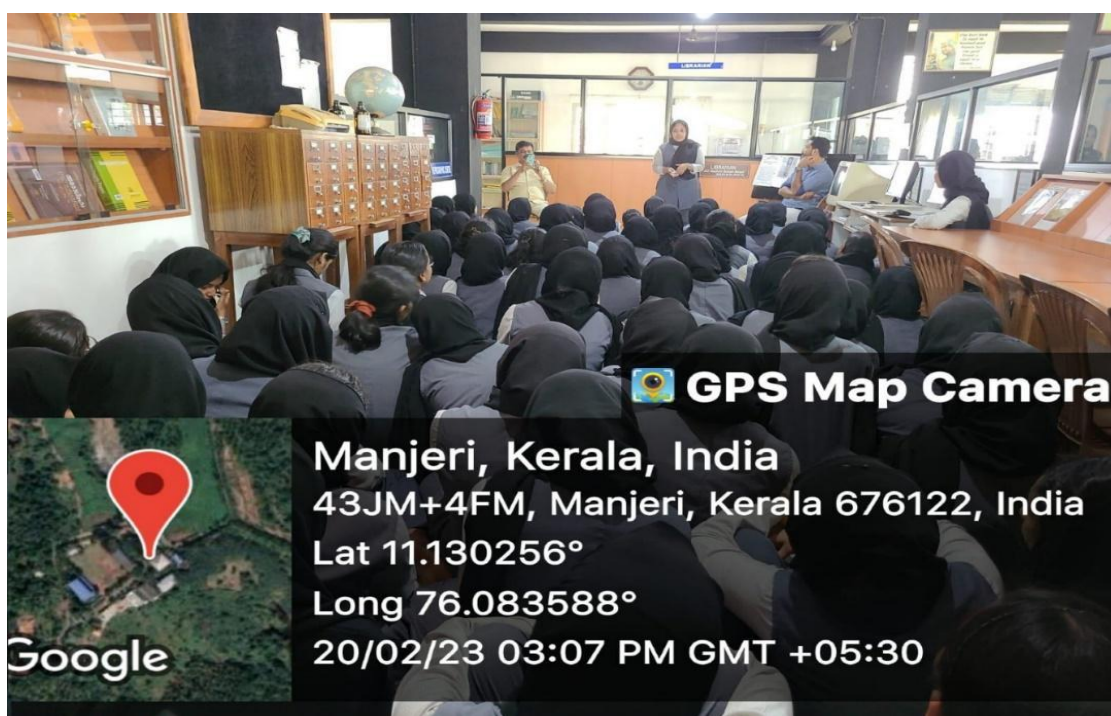 LIBRARIAN
LIBRARIAN
GPS Map Camera
Manjeri, Kerala, India
43JM+4FM, Manjeri, Kerala 676122, India
Lat 11.130256°
Long 76.083588°
20/02/23 03:07 PM GMT +05:30
Google